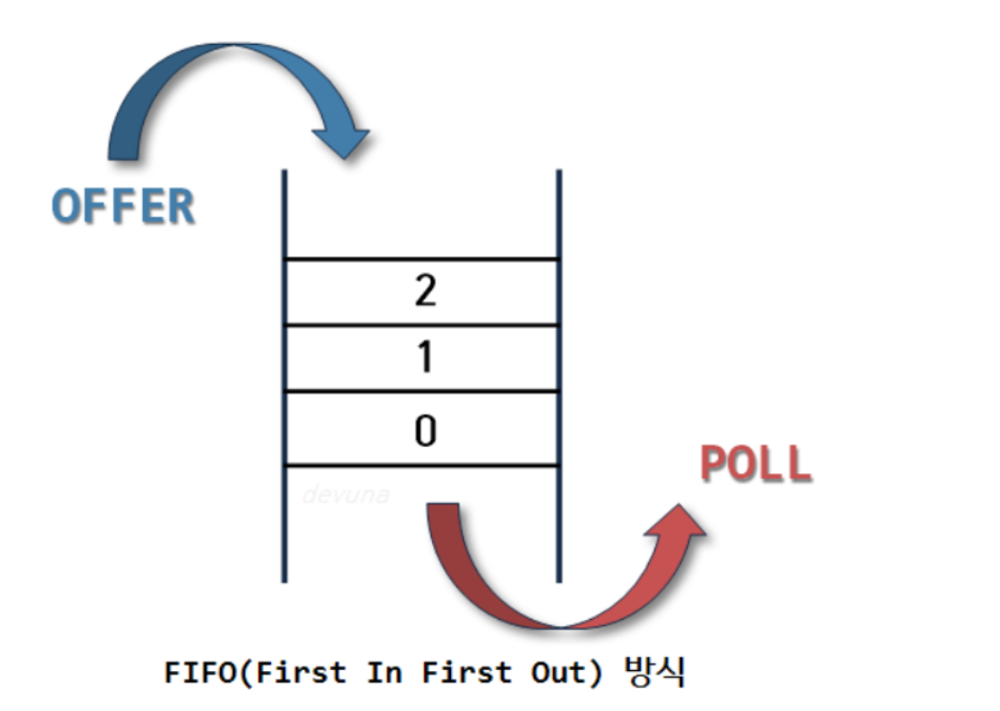 OFFER
2
1
0
POLL
devuna
FIFO(First In First Out) 방식